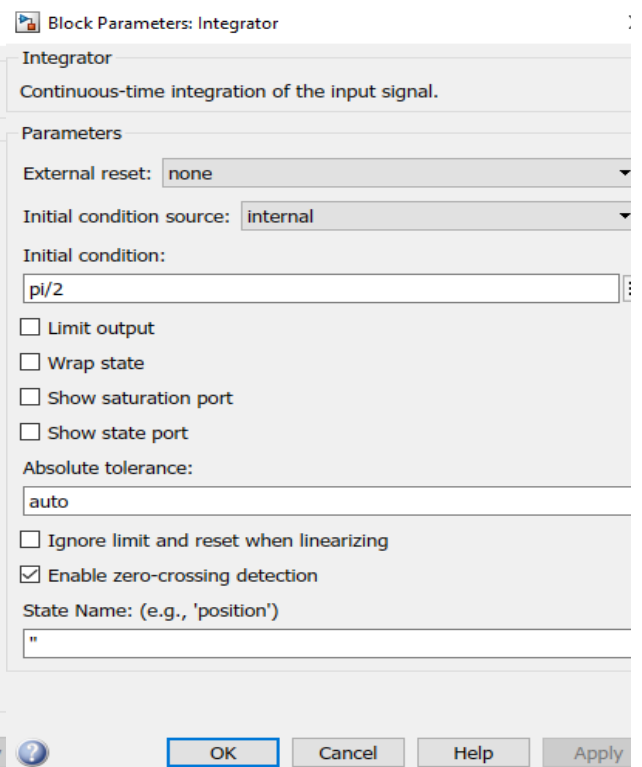 Block Parameters: Integrator
Integrator
Continuous-time integration of the input signal.
Parameters
External reset: none
Initial condition source: internal
Initial condition:
pi/2
Limit output
Wrap state
Show saturation port
Show state port
Absolute tolerance:
auto
Ignore limit and reset when linearizing
Enable zero-crossing detection
State Name: (e.g., 'position')
''
OK Cancel Help Apply